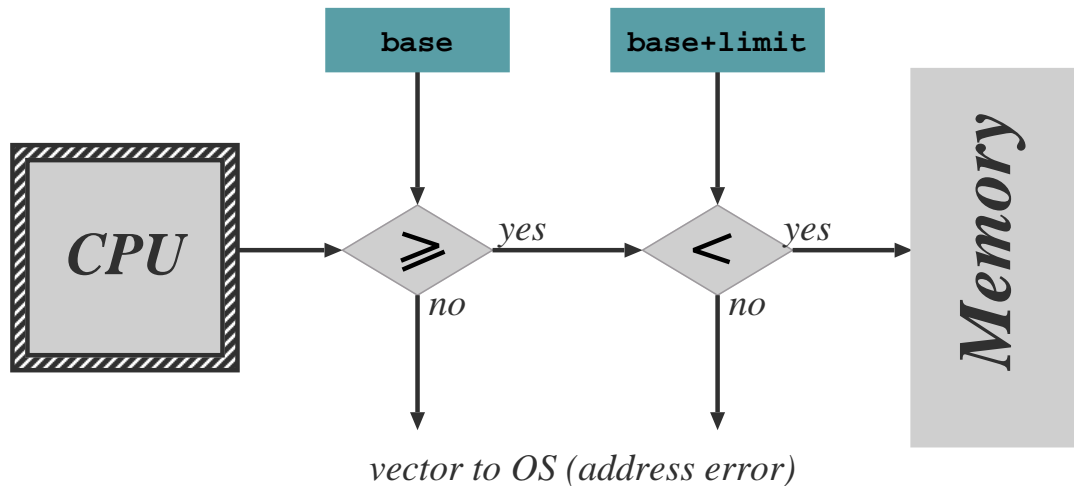 base
base+limit
CPU
⩾
yes
<
yes
Memory
no
no
vector to OS (address error)